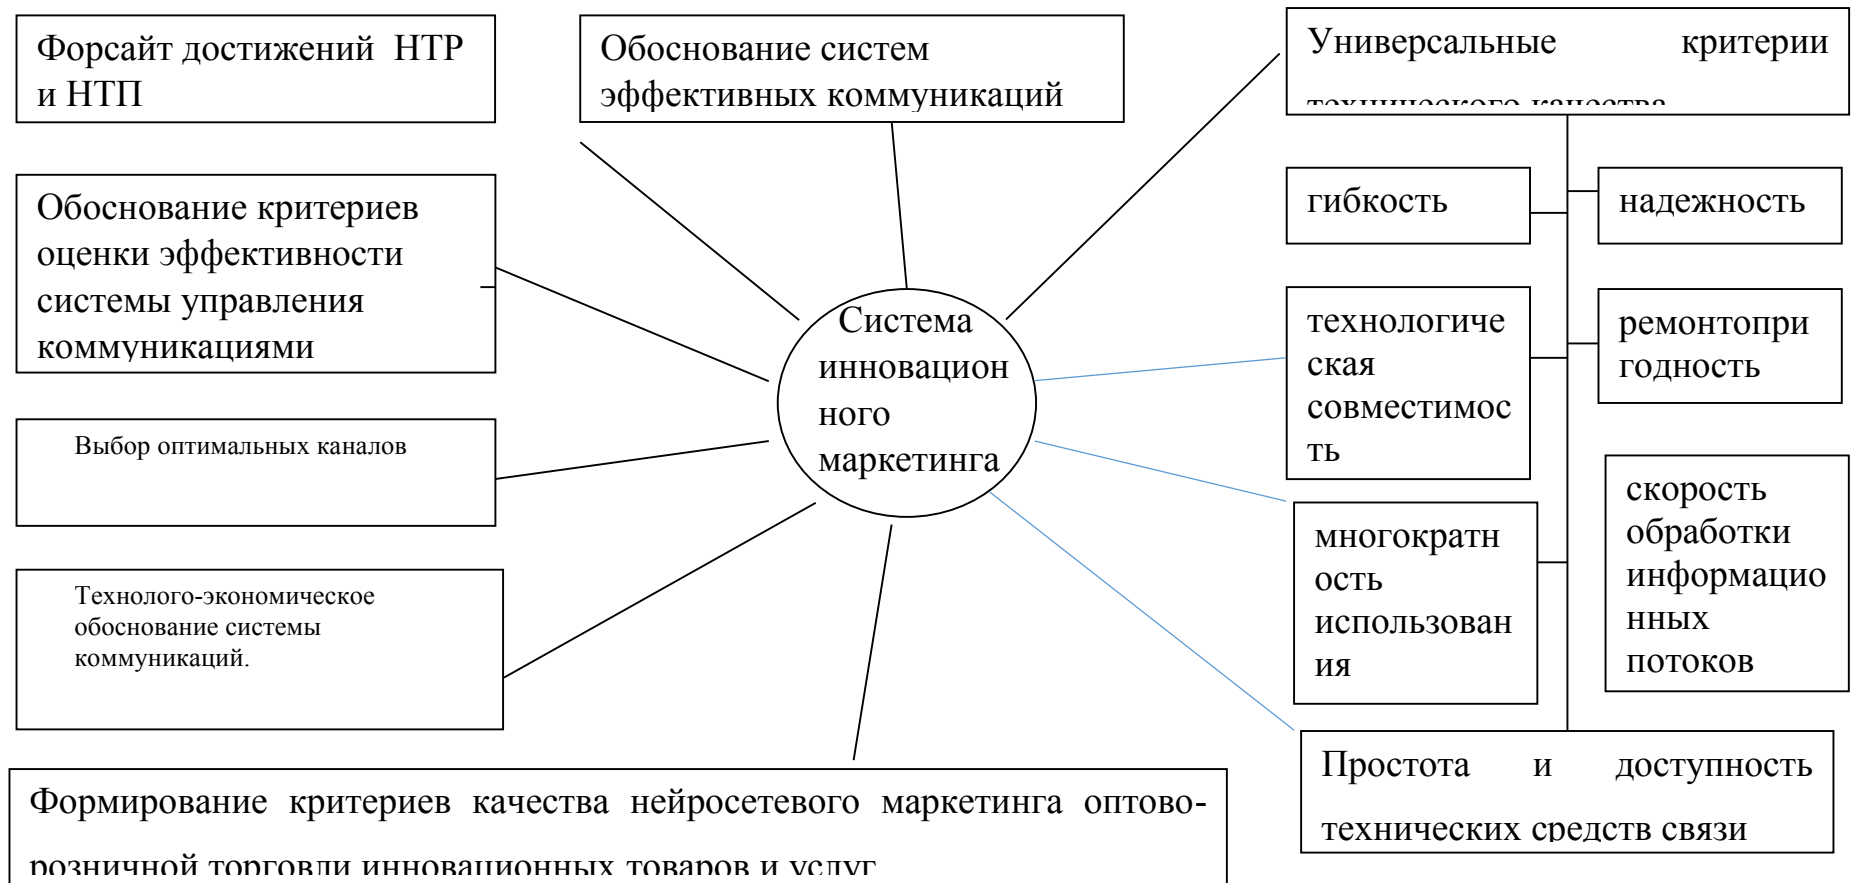 Форсайт достижений НТР
и НТП
Обоснование систем
эффективных коммуникаций
Универсальные критерии
технического качества
Обоснование критериев
оценки эффективности
системы управления
коммуникациями
гибкость
надежность
Система
инновацион
ного
маркетинга
технологиче
ская
совместимос
ть
ремонтопри
годность
Выбор оптимальных каналов
скорость
обработки
информацио
нных
потоков
многократн
ость
использован
ия
Технолого-экономическое
обоснование системы
коммуникаций.
Простота и доступность
технических средств связи
Формирование критериев качества нейросетевого маркетинга оптово-
розничной торговли инновационных товаров и услуг